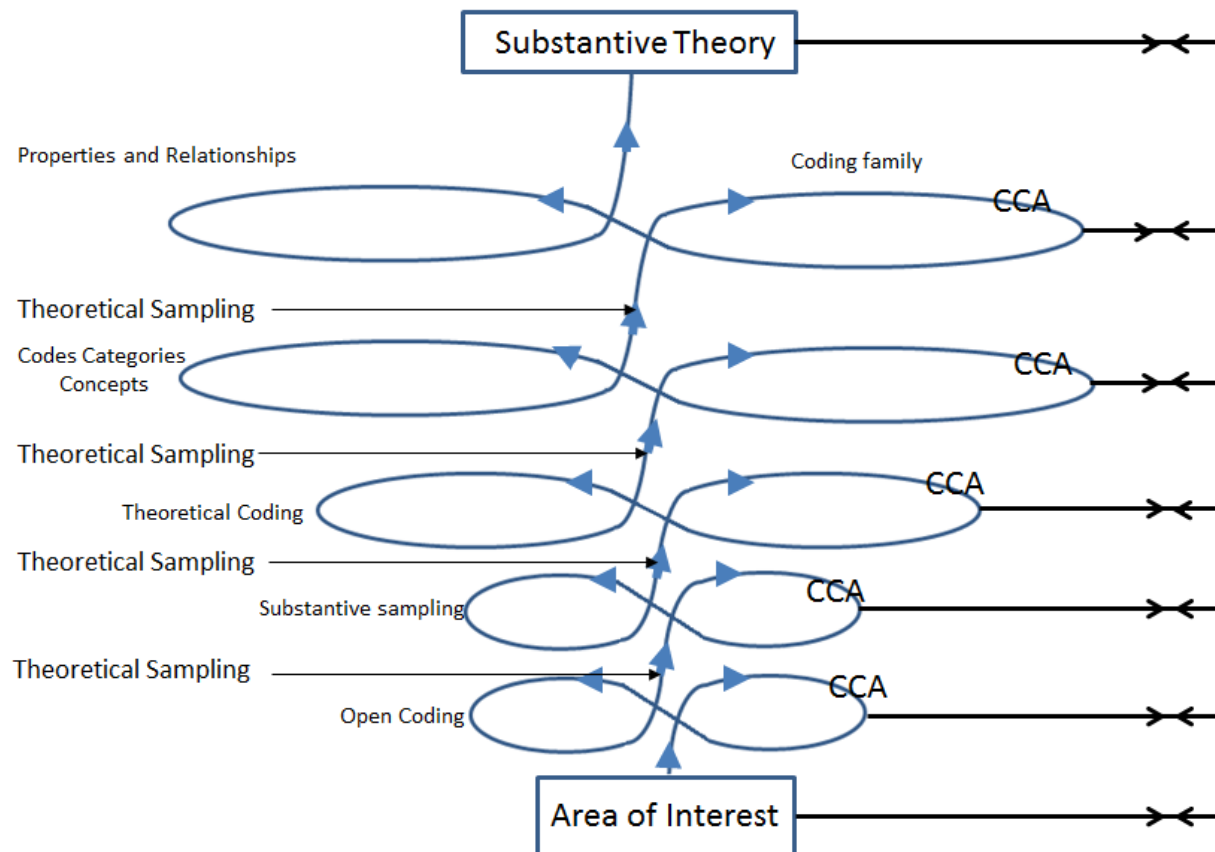 Substantive Theory
Properties and Relationships
Coding family
CCA
Theoretical Sampling
Codes Categories
Concepts
CCA
Theoretical Sampling
CCA
Theoretical Coding
Theoretical Sampling
CCA
Substantive sampling
Theoretical Sampling
CCA
Open Coding
Area of Interest